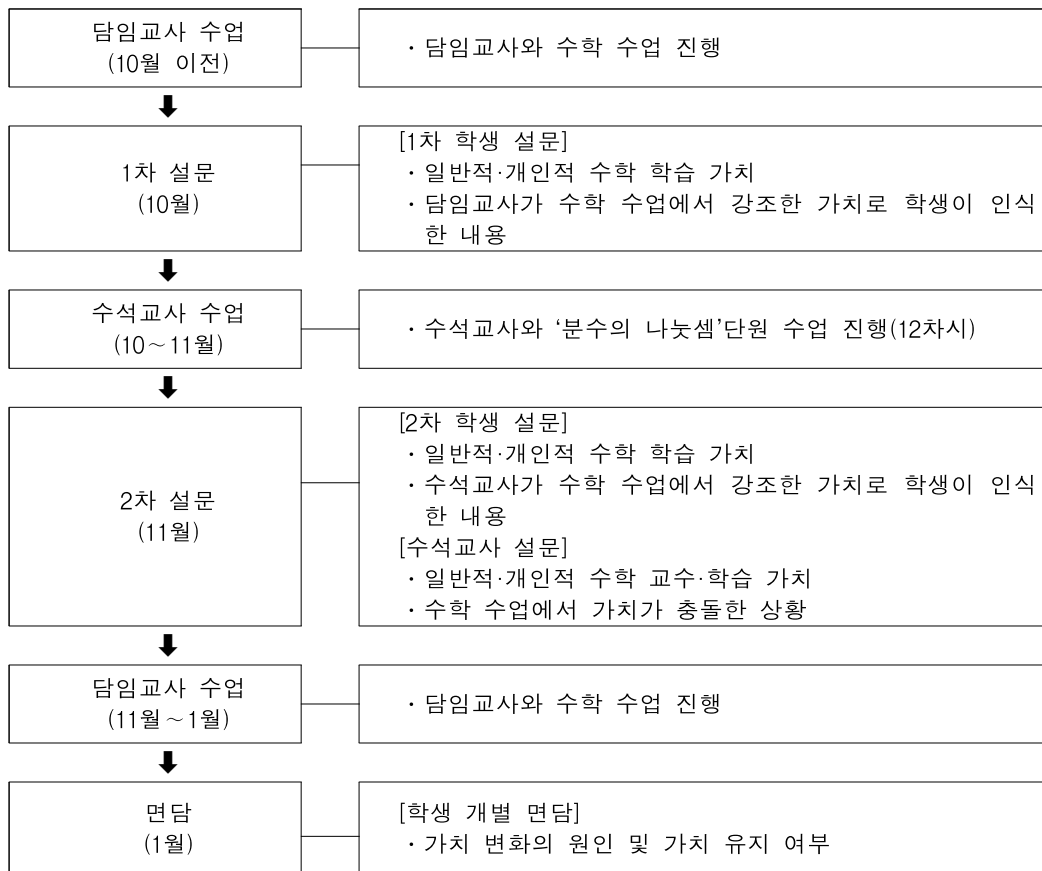 담임교사 수업
(10월 이전)
· 담임교사와 수학 수업 진행
1차 설문
(10월)
[1차 학생 설문]
· 일반적·개인적 수학 학습 가치
· 담임교사가 수학 수업에서 강조한 가치로 학생이 인식
한 내용
수석교사 수업
(10～11월)
· 수석교사와 ‘분수의 나눗셈’단원 수업 진행(12차시)
2차 설문
(11월)
[2차 학생 설문]
· 일반적·개인적 수학 학습 가치
· 수석교사가 수학 수업에서 강조한 가치로 학생이 인식
한 내용
[수석교사 설문]
· 일반적·개인적 수학 교수·학습 가치
· 수학 수업에서 가치가 충돌한 상황
담임교사 수업
(11월～1월)
· 담임교사와 수학 수업 진행
면담
(1월)
[학생 개별 면담]
· 가치 변화의 원인 및 가치 유지 여부